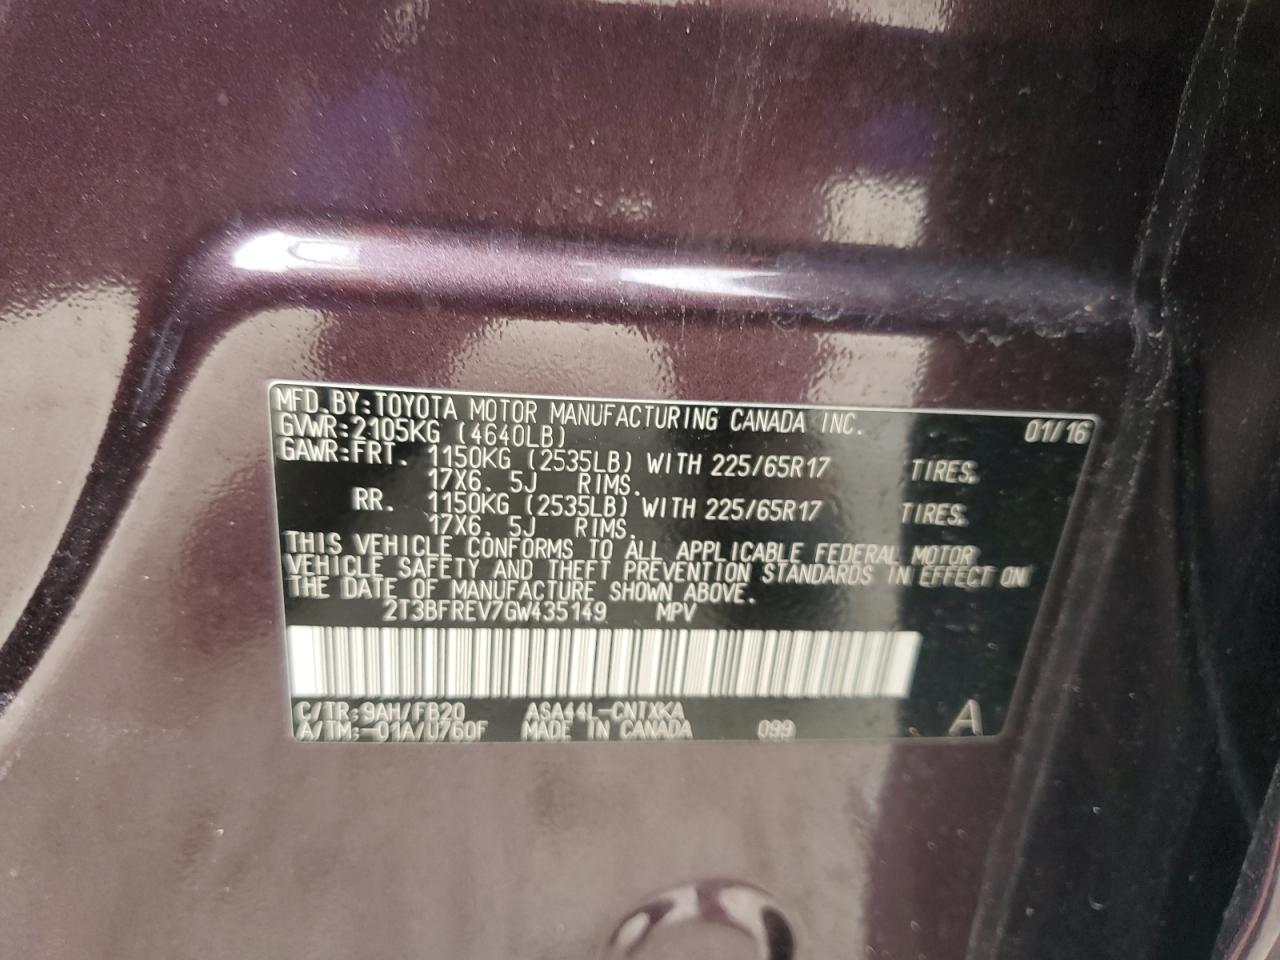 MFD.BY:TOYOTA MOTOR MANUFACTURING CANADA INC. 01/16
GVWR:2105KG (4640LB)
GAWR:FRT. 1150KG (2535LB) WITH 225/65R17 TIRES.
17X6. 5J RIMS.
RR. 1150KG (2535LB) WITH 225/65R17 TIRES.
17X6. 5J RIMS.
THIS VEHICLE CONFORMS TO ALL APPLICABLE FEDERAL MOTOR
VEHICLE SAFETY AND THEFT PREVENTION STANDARDS IN EFFECT ON
THE DATE OF MANUFACTURE SHOWN ABOVE.
2T3BFREV7GW435149 MPV
C/TR:9AH/FB20 ASA44L-CNTXKA
A/TM:-01A/U760F MADE IN CANADA 099 A